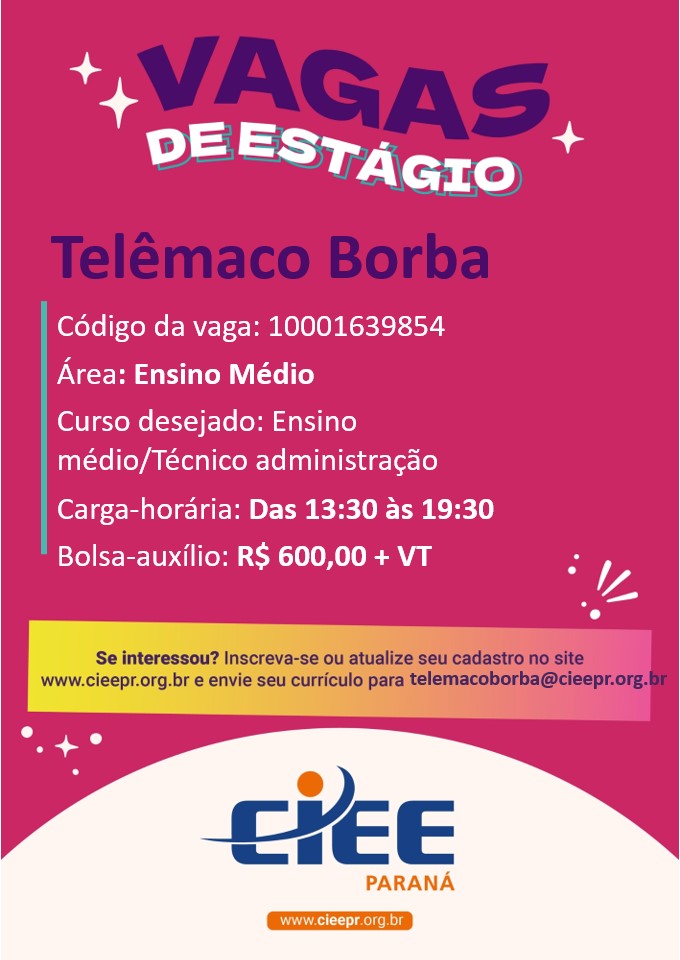 VAGAS
DE ESTÁGIO
Telêmaco Borba
Código da vaga: 10001639854
Área: Ensino Médio
Curso desejado: Ensino
médio/Técnico administração
Carga-horária: Das 13:30 às 19:30
Bolsa-auxílio: R$ 600,00 + VT
Se interessou? Inscreva-se ou atualize seu cadastro no site
www.cieepr.org.br e envie seu currículo para telemacoborba@cieepr.org.br
CIEE
PARANÁ
www.cieepr.org.br